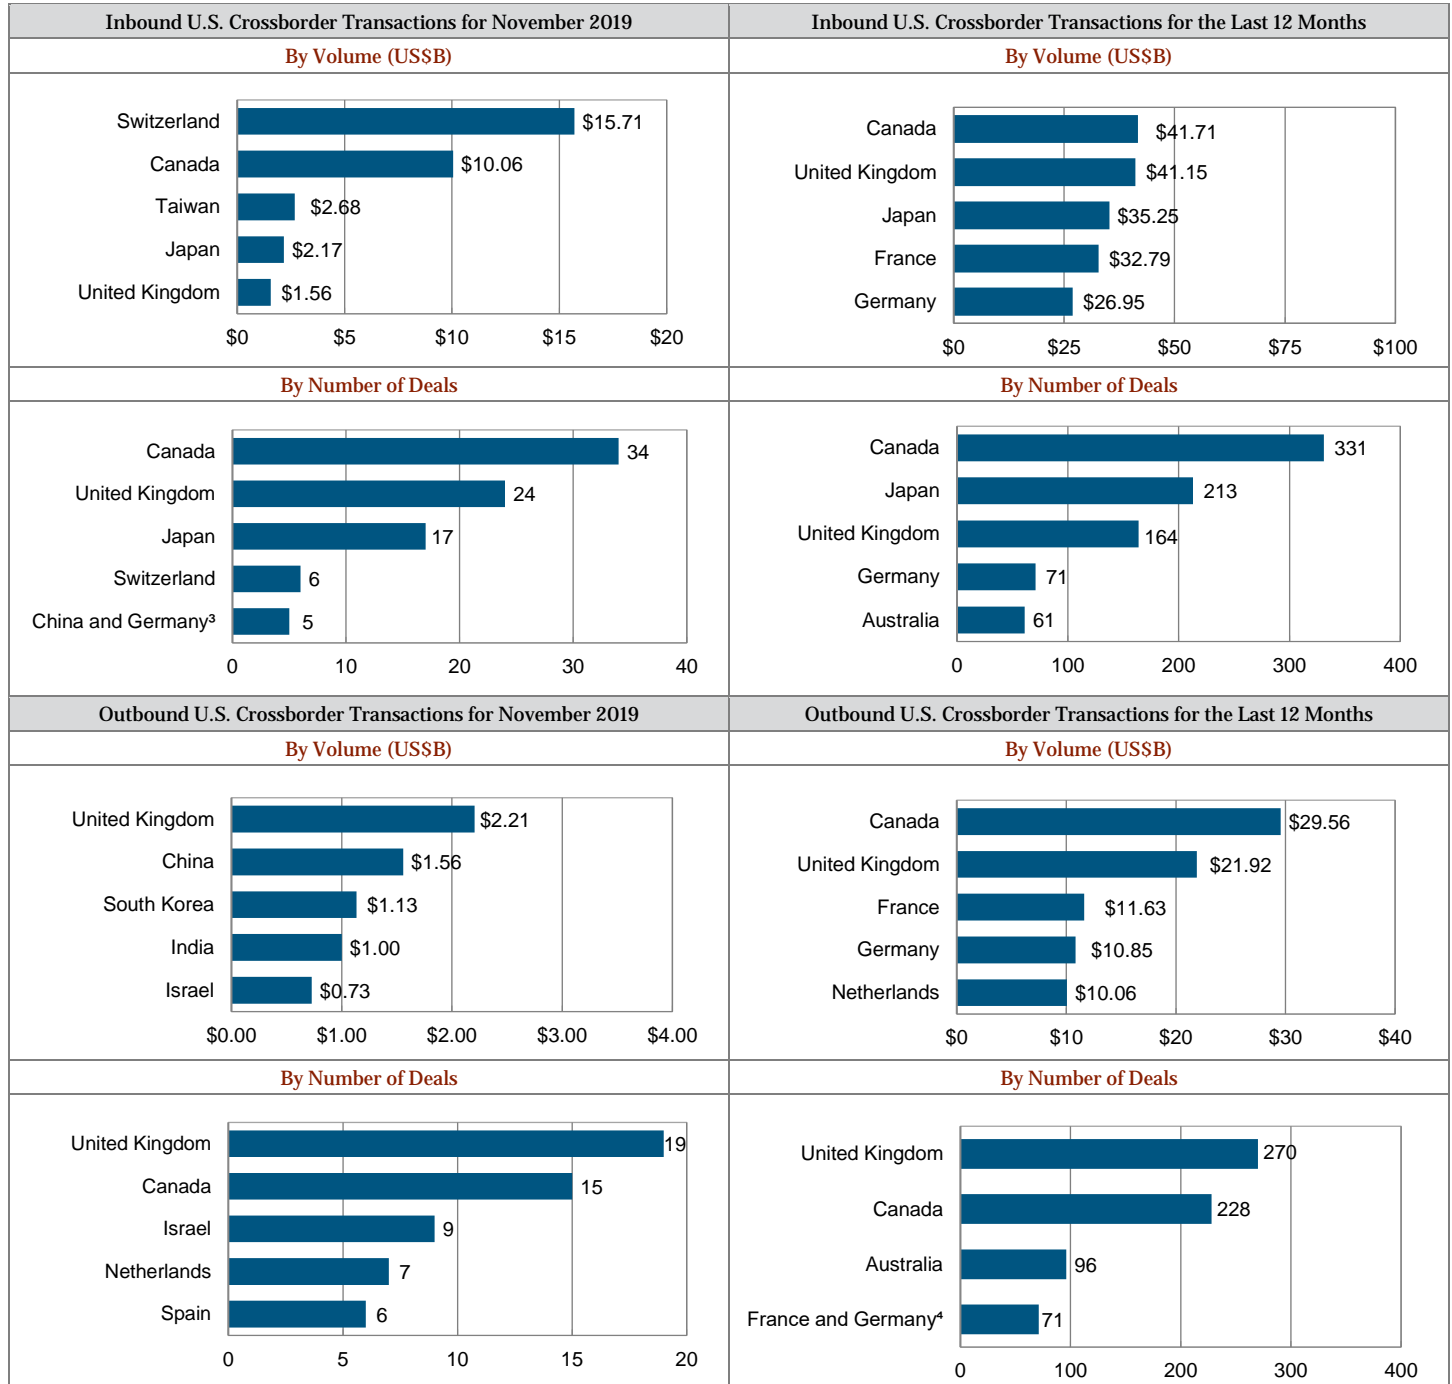 Inbound U.S. Crossborder Transactions for November 2019
By Volume (US$B)
Switzerland $15.71
Canada $10.06
Taiwan $2.68
Japan $2.17
United Kingdom $1.56
$0 $5 $10 $15 $20
By Number of Deals
Canada 34
United Kingdom 24
Japan 17
Switzerland 6
China and Germany³ 5
0 10 20 30 40
Inbound U.S. Crossborder Transactions for the Last 12 Months
By Volume (US$B)
Canada $41.71
United Kingdom $41.15
Japan $35.25
France $32.79
Germany $26.95
$0 $25 $50 $75 $100
By Number of Deals
Canada 331
Japan 213
United Kingdom 164
Germany 71
Australia 61
0 100 200 300 400
Outbound U.S. Crossborder Transactions for November 2019
By Volume (US$B)
United Kingdom $2.21
China $1.56
South Korea $1.13
India $1.00
Israel $0.73
$0.00 $1.00 $2.00 $3.00 $4.00
By Number of Deals
United Kingdom 19
Canada 15
Israel 9
Netherlands 7
Spain 6
0 5 10 15 20
Outbound U.S. Crossborder Transactions for the Last 12 Months
By Volume (US$B)
Canada $29.56
United Kingdom $21.92
France $11.63
Germany $10.85
Netherlands $10.06
$0 $10 $20 $30 $40
By Number of Deals
United Kingdom 270
Canada 228
Australia 96
France and Germany⁴ 71
0 100 200 300 400